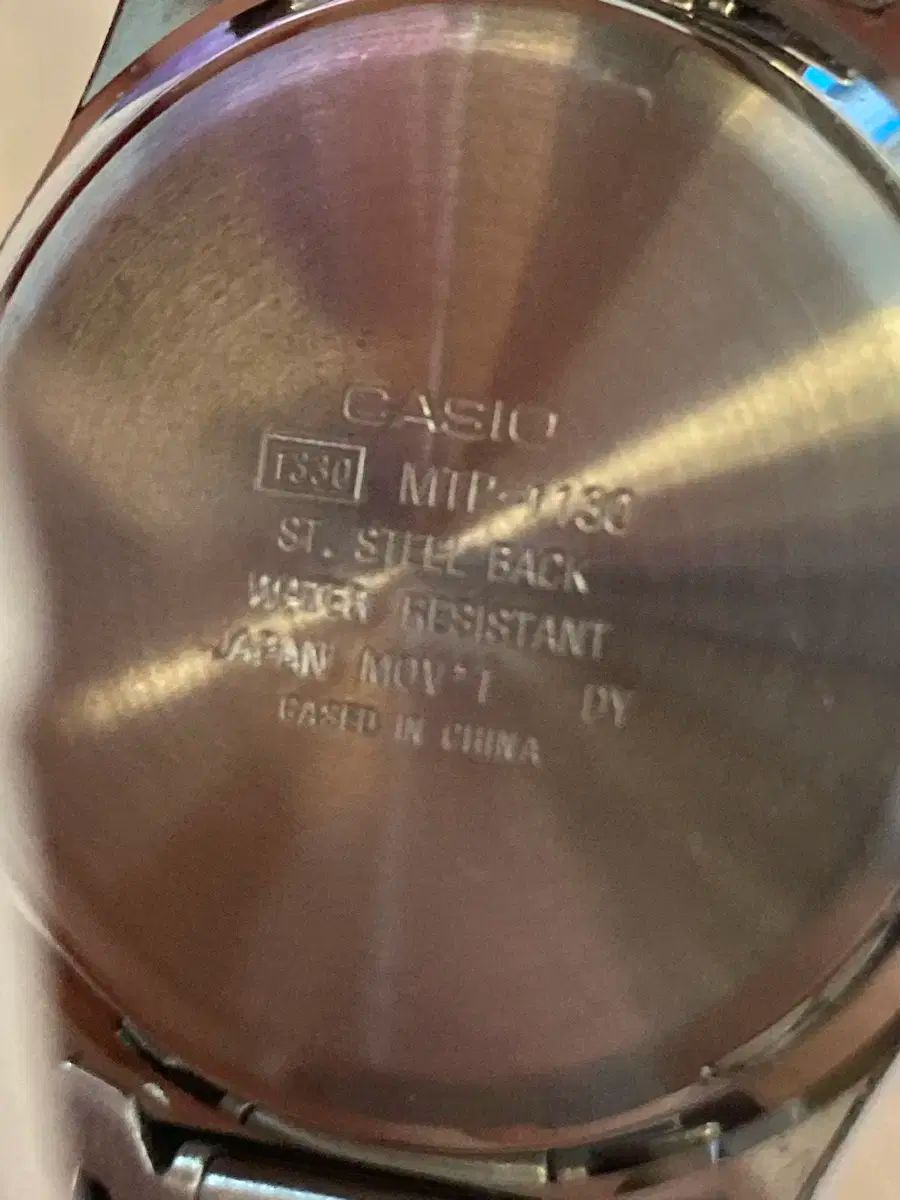 CASIO
1330 MTP-1130
ST. STEEL BACK
WATER RESISTANT
JAPAN MOV'T DY
CASED IN CHINA